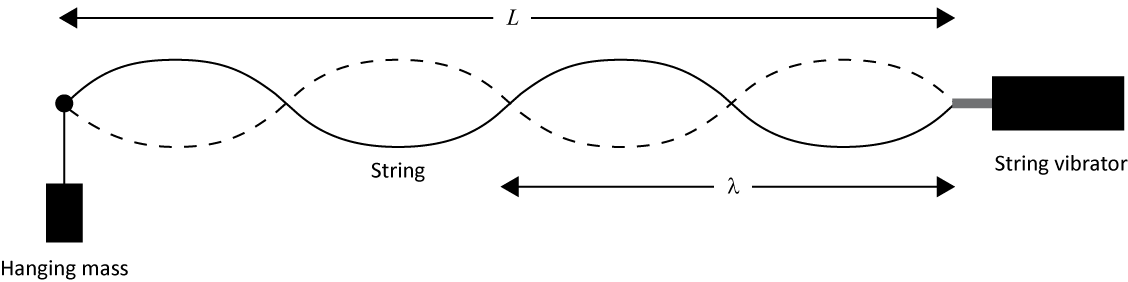 L
String
λ
String vibrator
Hanging mass